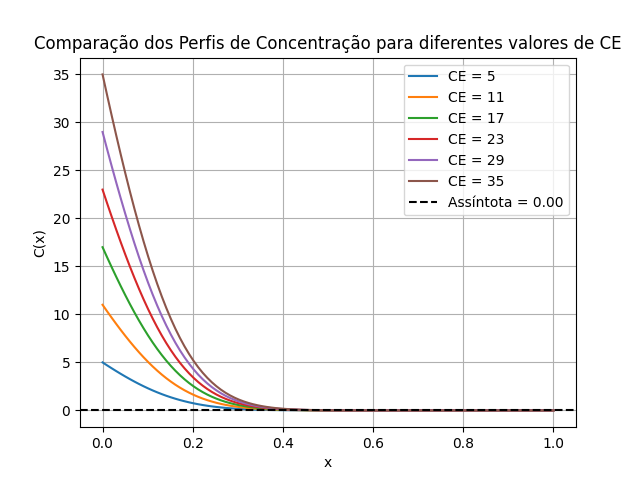 Comparação dos Perfis de Concentração para diferentes valores de CE
35
30
25
20
15
10
5
0
C(x)
CE = 5
CE = 11
CE = 17
CE = 23
CE = 29
CE = 35
Assíntota = 0.00
0.0 0.2 0.4 0.6 0.8 1.0
x